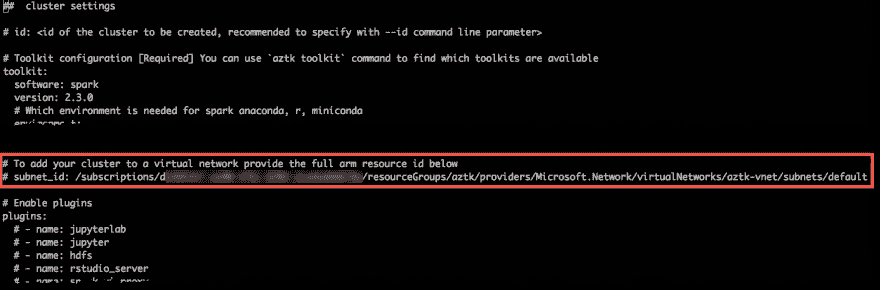 ## cluster settings
# id: <id of the cluster to be created, recommended to specify with --id command line parameter>
# Toolkit configuration [Required] You can use `aztk toolkit` command to find which toolkits are available
toolkit:
software: spark
version: 2.3.0
# Which environment is needed for spark anaconda, r, miniconda
# To add your cluster to a virtual network provide the full arm resource id below
# subnet_id: /subscriptions/d /resourceGroups/aztk/providers/Microsoft.Network/virtualNetworks/aztk-vnet/subnets/default
# Enable plugins
plugins:
# - name: jupyterlab
# - name: jupyter
# - name: hdfs
# - name: rstudio_server
# - name: